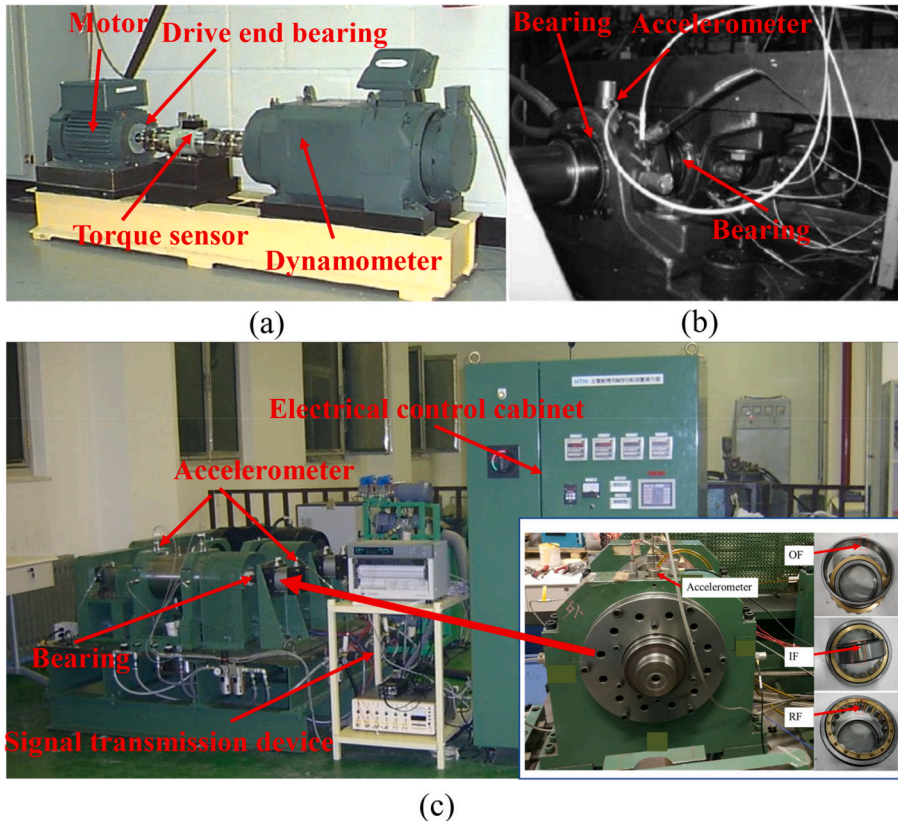 Motor
Drive end bearing
Torque sensor
Dynamometer
(a)
Bearing
Accelerometer
Bearing
(b)
Electrical control cabinet
Accelerometer
Bearing
Signal transmission device
Accelerometer
OF
IF
RF
(c)